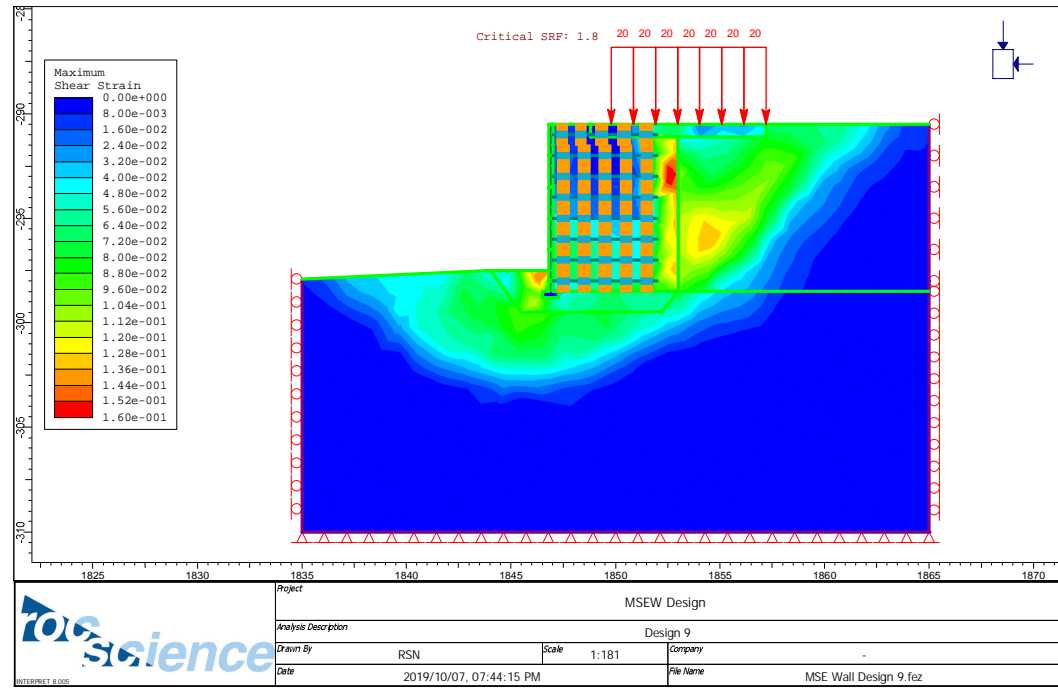 Critical SRF: 1.8
20 20 20 20 20 20 20
Maximum
Shear Strain
0.00e+000
8.00e-003
1.60e-002
2.40e-002
3.20e-002
4.00e-002
4.80e-002
5.60e-002
6.40e-002
7.20e-002
8.00e-002
8.80e-002
9.60e-002
1.04e-001
1.12e-001
1.20e-001
1.28e-001
1.36e-001
1.44e-001
1.52e-001
1.60e-001
-290
-295
-300
-305
-310
1825 1830 1835 1840 1845 1850 1855 1860 1865 1870
rocscience
INTERPRET 8.005
Project
MSEW Design
Analysis Description
Design 9
Drawn By RSN Scale 1:181 Company -
Date 2019/10/07, 07:44:15 PM File Name MSE Wall Design 9.fez